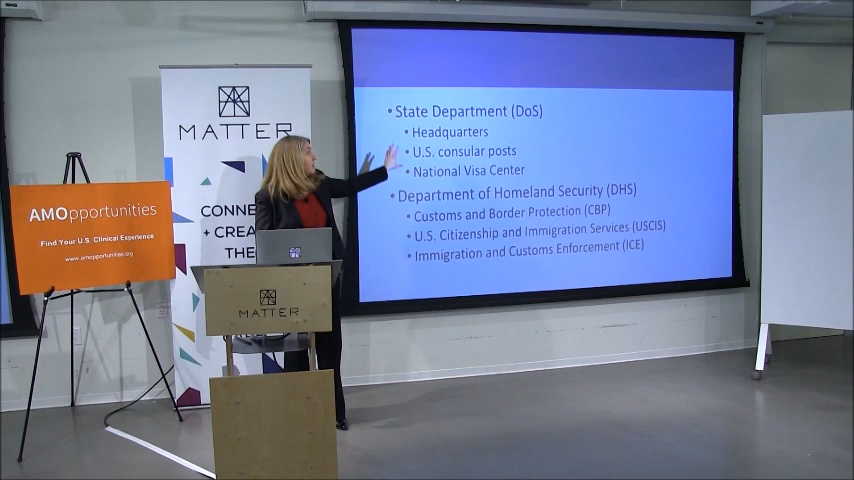 AMOpportunities
Find Your U.S. Clinical Experience
www.amopportunities.org
MATTER
CONNE
+ CREA
THE
MATTER
• State Department (DoS)
• Headquarters
• U.S. consular posts
• National Visa Center
• Department of Homeland Security (DHS)
• Customs and Border Protection (CBP)
• U.S. Citizenship and Immigration Services (USCIS)
• Immigration and Customs Enforcement (ICE)